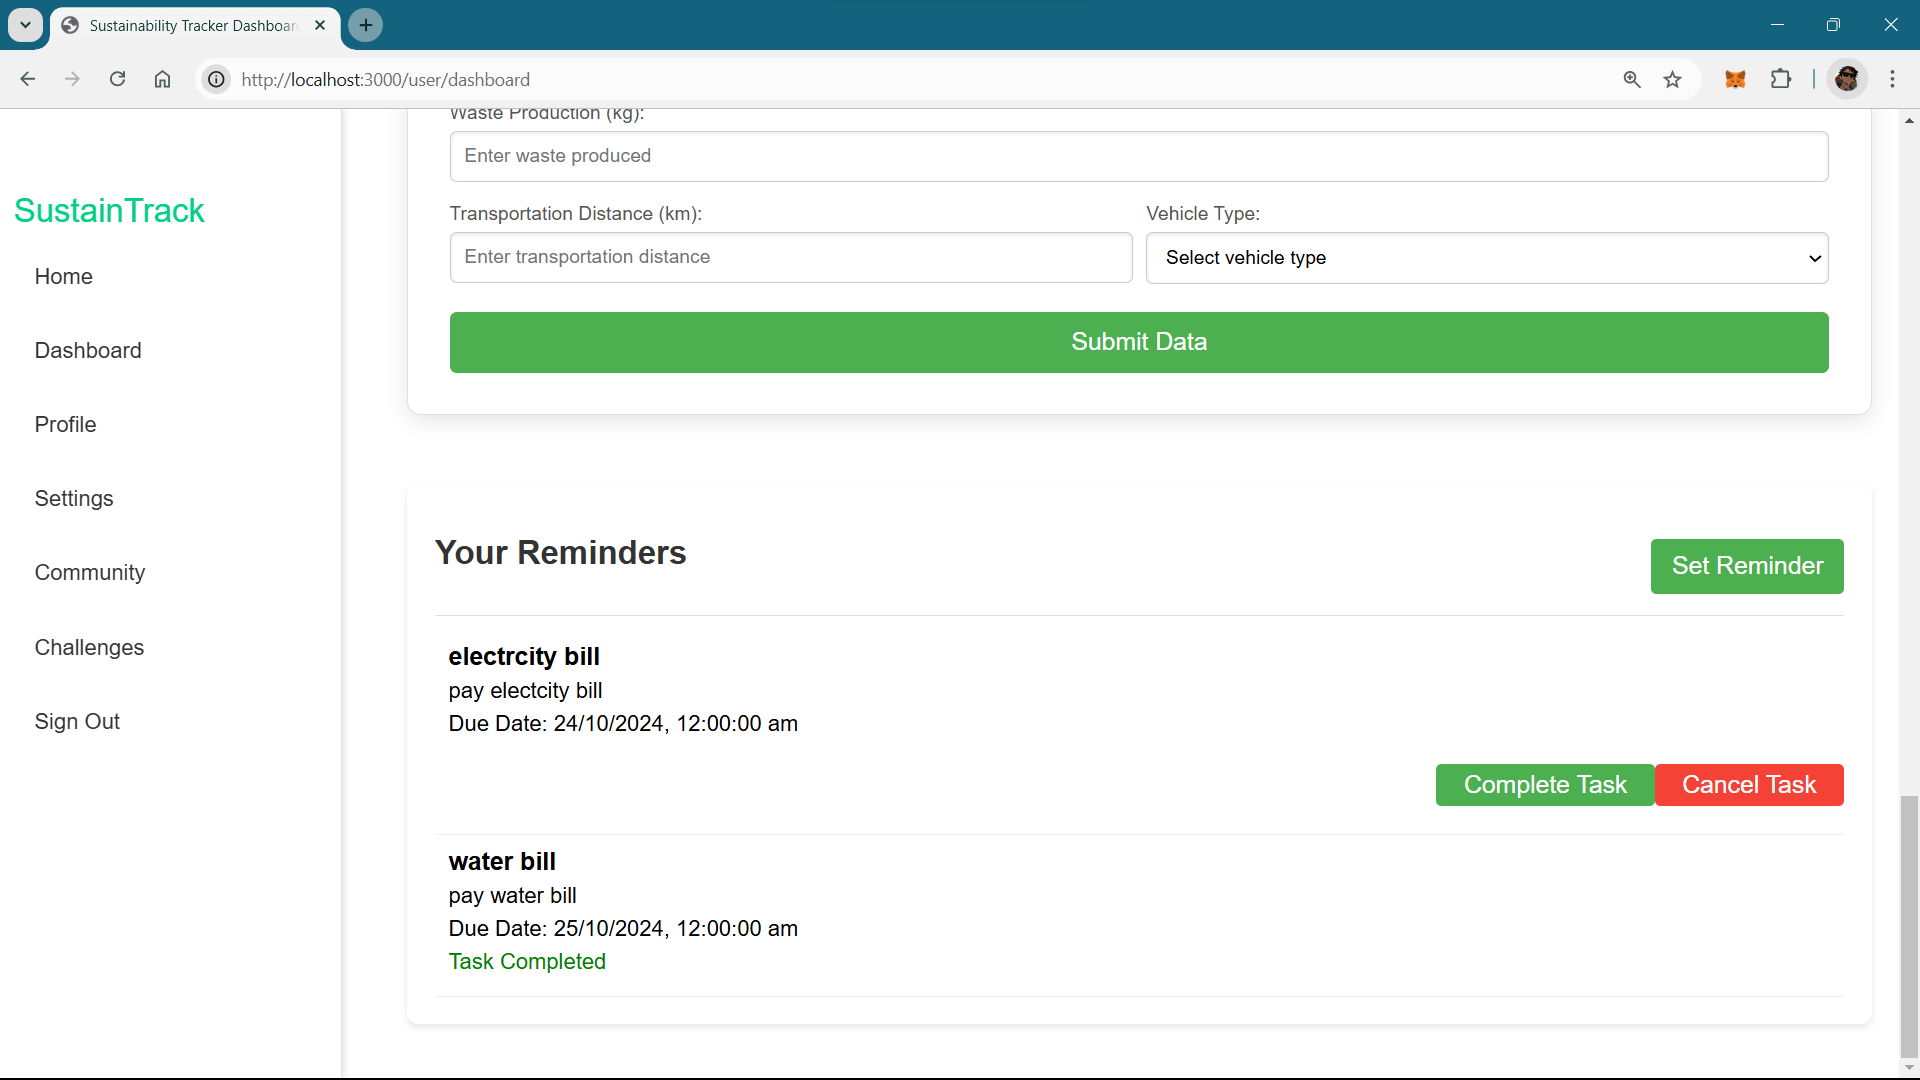 Sustainability Tracker Dashboar
http://localhost:3000/user/dashboard
Waste Production (kg):
Enter waste produced
SustainTrack
Home
Dashboard
Profile
Settings
Community
Challenges
Sign Out
Transportation Distance (km):
Vehicle Type:
Enter transportation distance
Select vehicle type
Submit Data
Your Reminders
Set Reminder
electrcity bill
pay electcity bill
Due Date: 24/10/2024, 12:00:00 am
Complete Task
Cancel Task
water bill
pay water bill
Due Date: 25/10/2024, 12:00:00 am
Task Completed